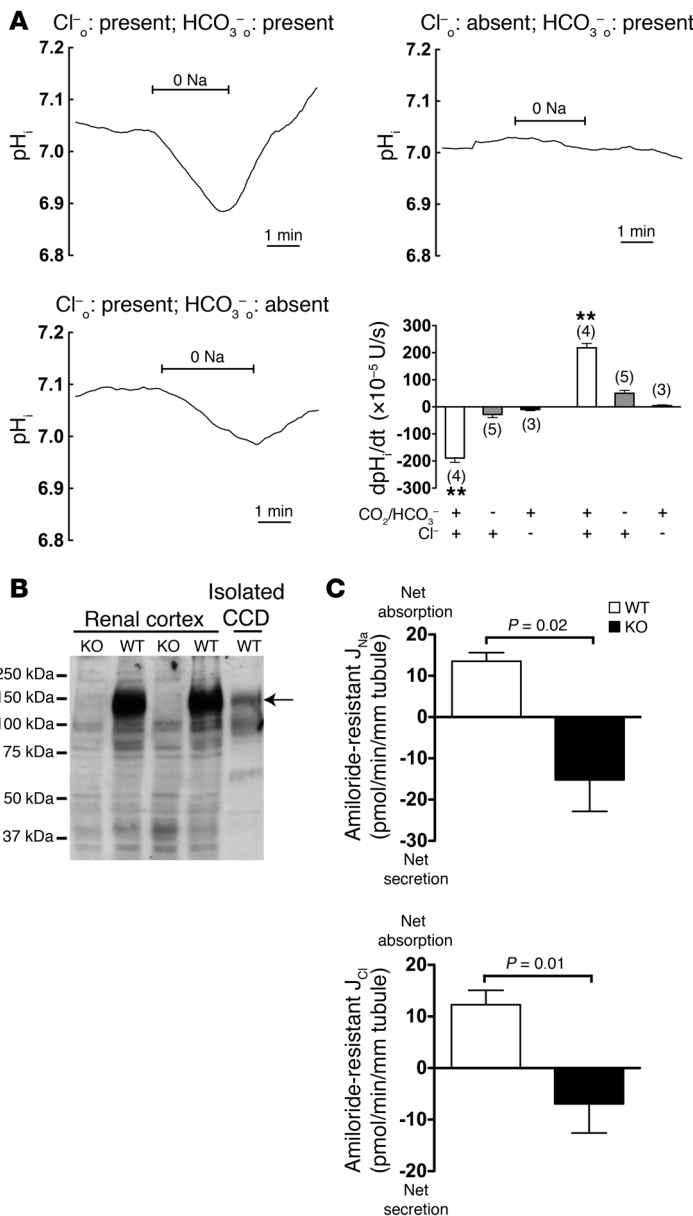 A
Cl⁻ₒ: present; HCO₃⁻ₒ: present
7.2
7.1
7.0
6.9
6.8
pHᵢ
0 Na
1 min
Cl⁻ₒ: absent; HCO₃⁻ₒ: present
7.2
7.1
7.0
6.9
6.8
pHᵢ
0 Na
1 min
Cl⁻ₒ: present; HCO₃⁻ₒ: absent
7.2
7.1
7.0
6.9
6.8
pHᵢ
0 Na
1 min
dpHᵢ/dt (×10⁻⁵ U/s)
300
200
100
0
-100
-200
-300
(4)
**
(5)
(3)
**
(4)
(5)
(3)
CO₂/HCO₃⁻ + - + + - +
Cl⁻ + + - + + -
B
Renal cortex
Isolated
CCD
KO WT KO WT WT
250 kDa
150 kDa
100 kDa
75 kDa
50 kDa
37 kDa
C
WT
KO
Net
absorption
P = 0.02
20
10
0
-10
-20
-30
Amiloride-resistant J_Na
(pmol/min/mm tubule)
Net
secretion
Net
absorption
P = 0.01
20
10
0
-10
-20
Amiloride-resistant J_Cl
(pmol/min/mm tubule)
Net
secretion